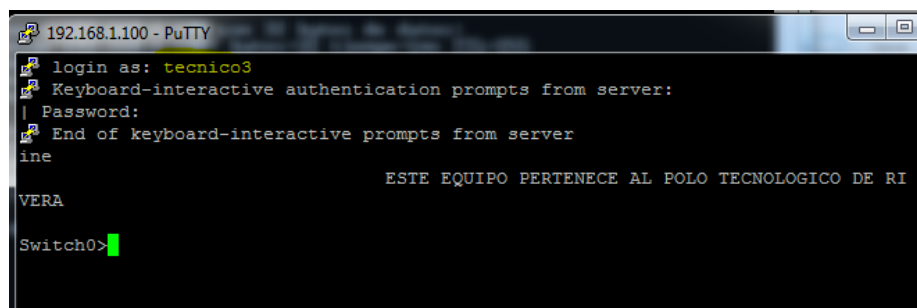 192.168.1.100 - PuTTY
login as: tecnico3
Keyboard-interactive authentication prompts from server:
| Password:
End of keyboard-interactive prompts from server
ine
ESTE EQUIPO PERTENECE AL POLO TECNOLOGICO DE RI
VERA
Switch0>